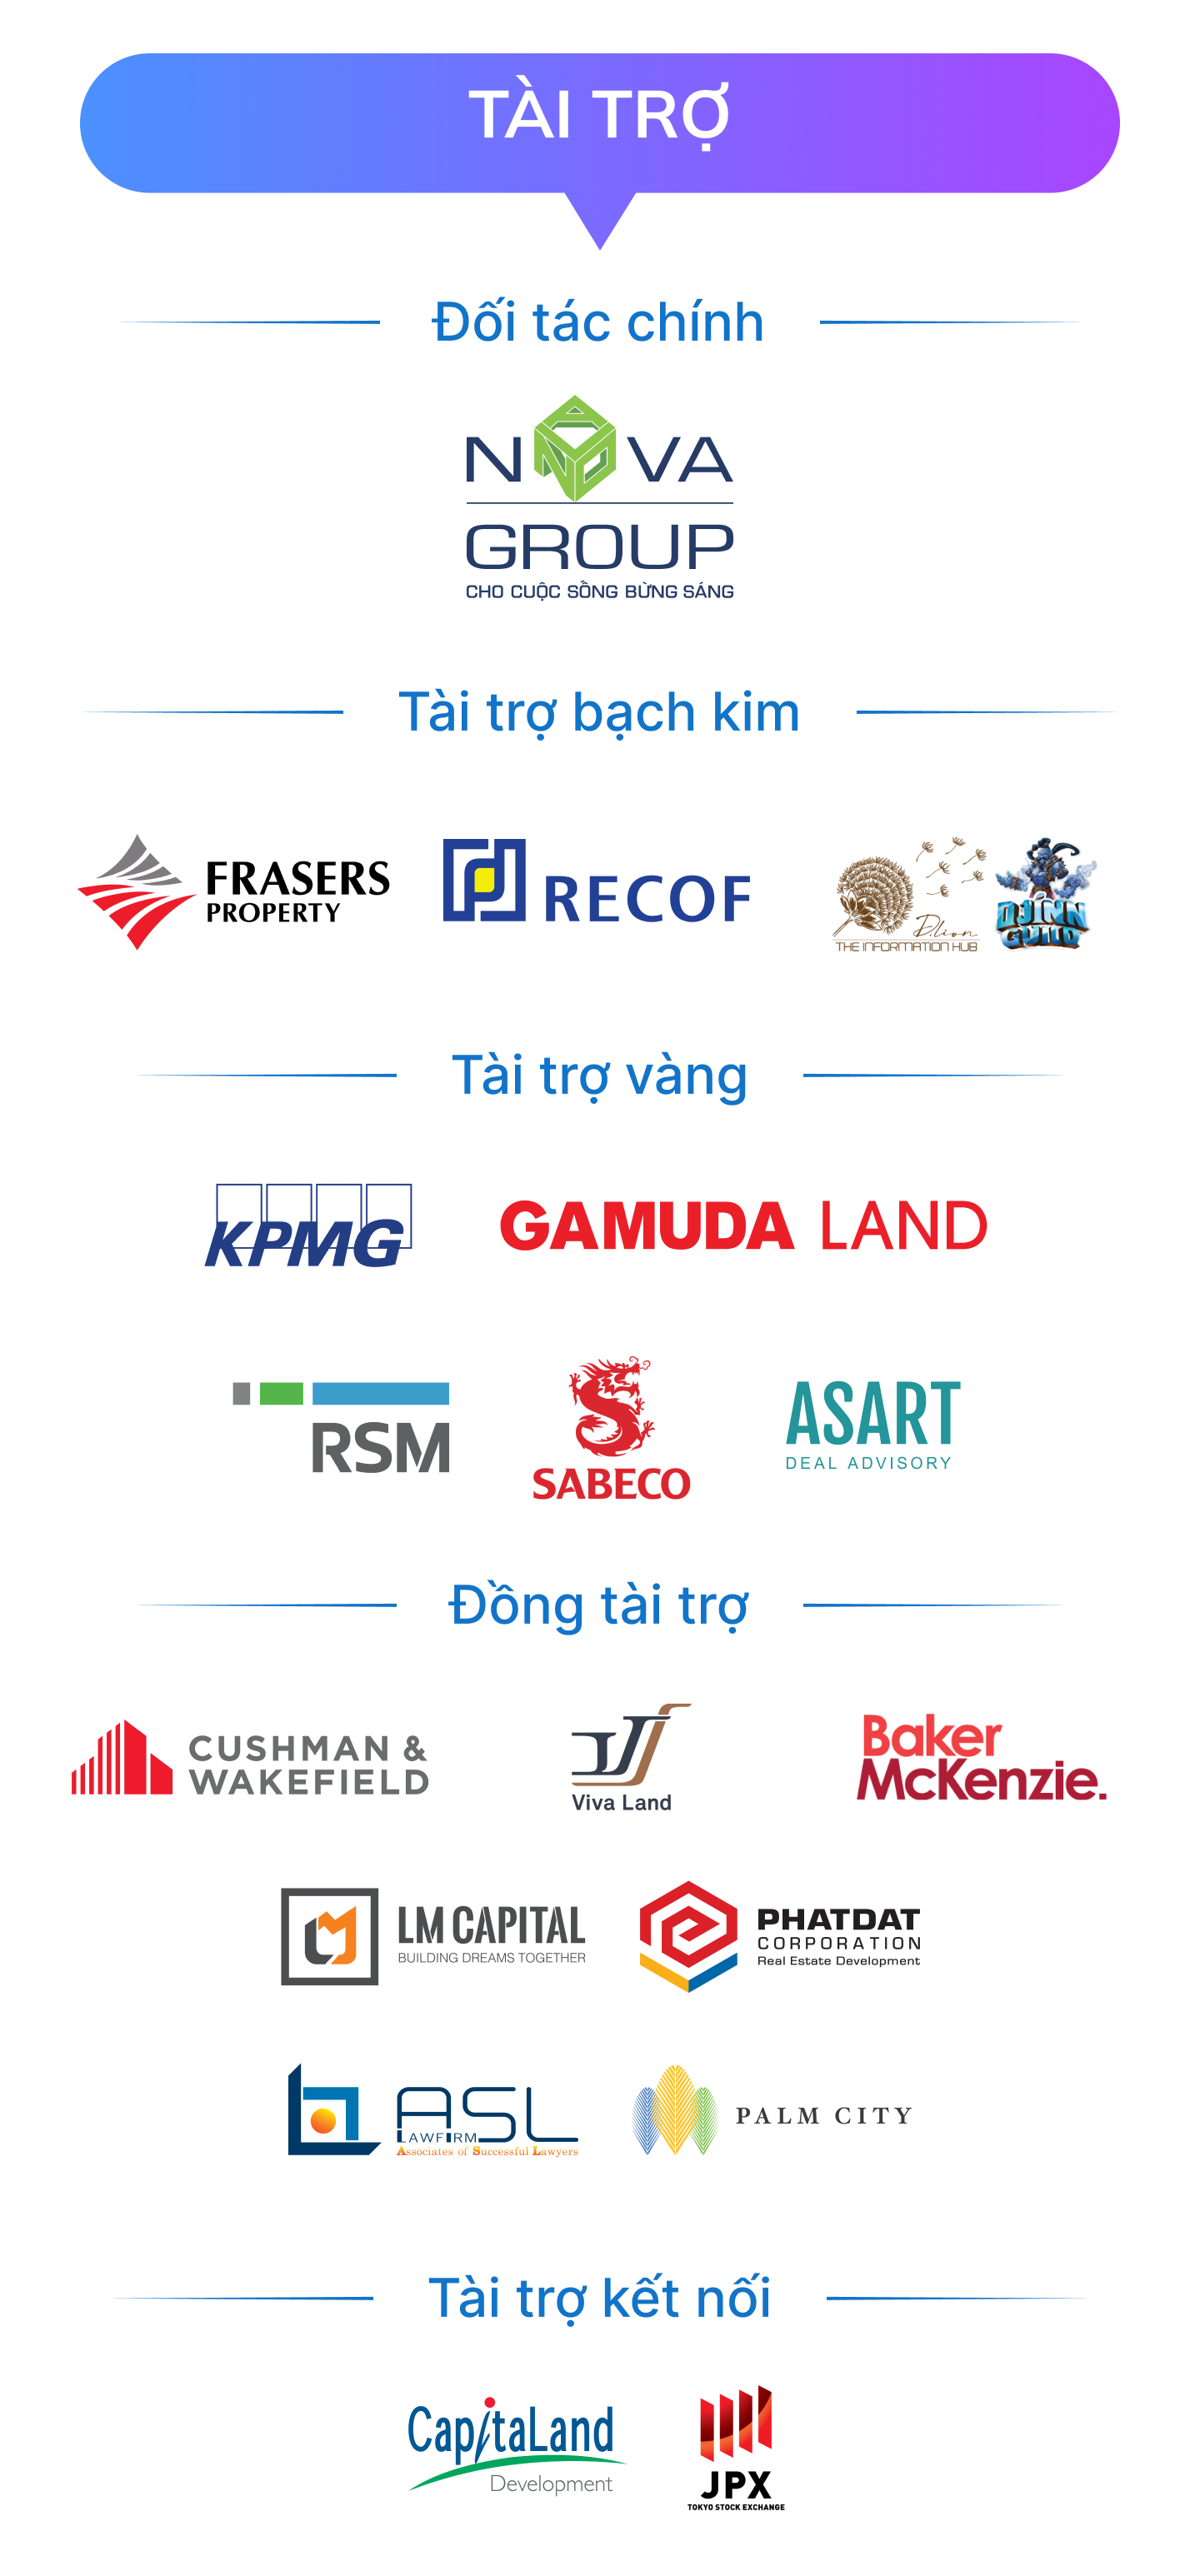 TÀI TRỢ
Đối tác chính
NOVA
GROUP
CHO CUỘC SỐNG BỪNG SÁNG
Tài trợ bạch kim
FRASERS
PROPERTY
RECOF
D.lion
THE INFORMATION HUB
DJINN
GUILD
Tài trợ vàng
KPMG
GAMUDA LAND
RSM
SABECO
ASART
DEAL ADVISORY
Đồng tài trợ
CUSHMAN &
WAKEFIELD
Viva Land
Baker
McKenzie.
LM CAPITAL
BUILDING DREAMS TOGETHER
PHATDAT
CORPORATION
Real Estate Development
ASL
LAWFIRM
Associates of Successful Lawyers
PALM CITY
Tài trợ kết nối
CapitaLand
Development
JPX
TOKYO STOCK EXCHANGE